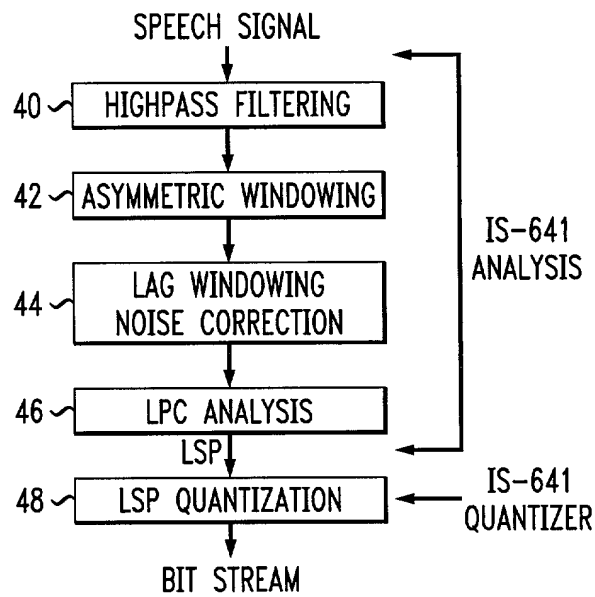 SPEECH SIGNAL
40
HIGHPASS FILTERING
42
ASYMMETRIC WINDOWING
IS-641
ANALYSIS
44
LAG WINDOWING
NOISE CORRECTION
46
LPC ANALYSIS
LSP
48
LSP QUANTIZATION
IS-641
QUANTIZER
BIT STREAM